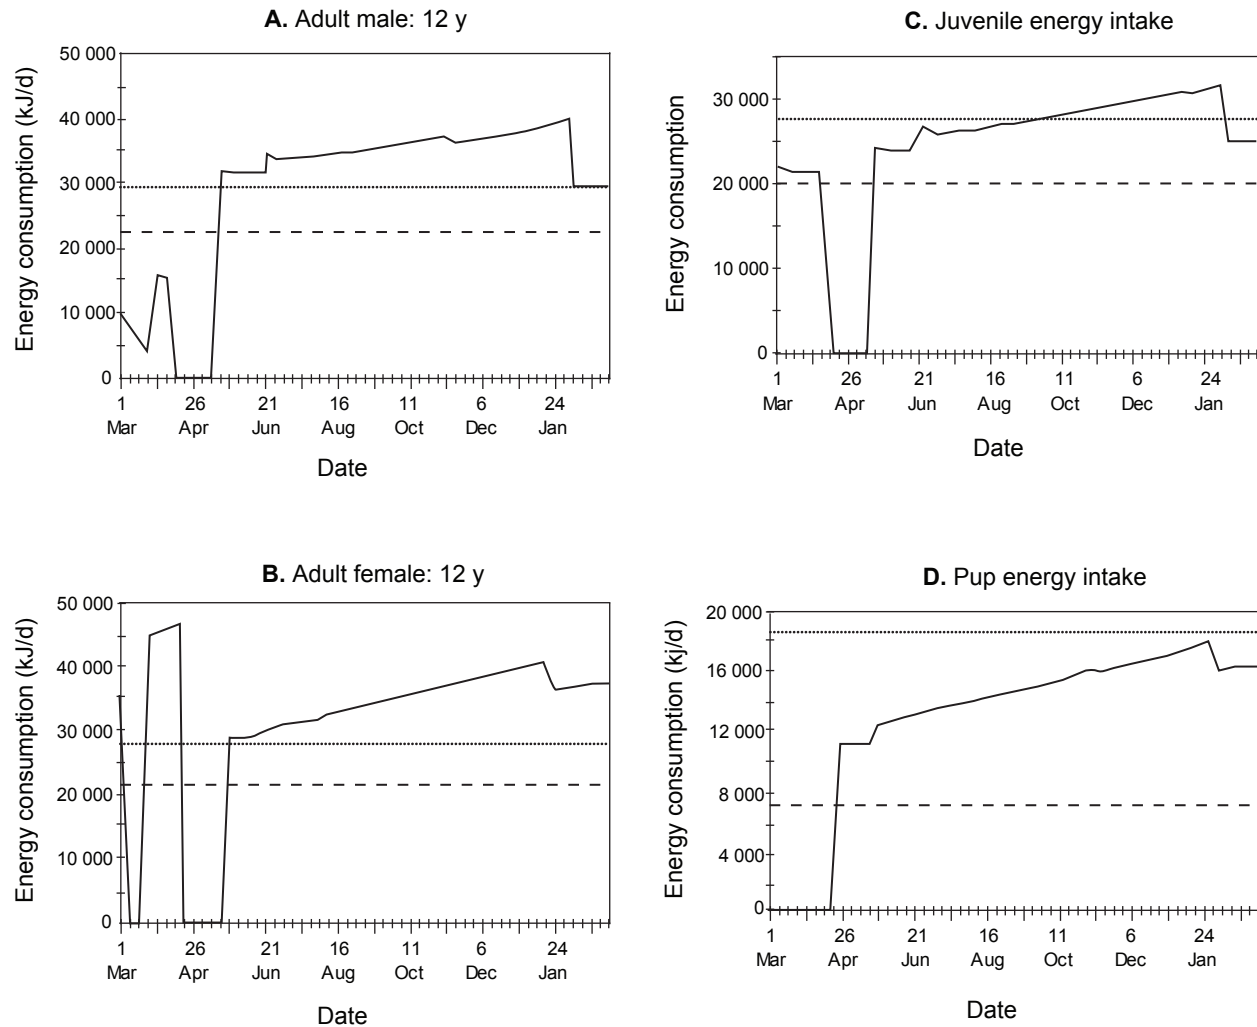 A. Adult male: 12 y
Energy consumption (kJ/d)
50 000
40 000
30 000
20 000
10 000
0
1 26 21 16 11 6 24
Mar Apr Jun Aug Oct Dec Jan
Date
C. Juvenile energy intake
Energy consumption
30 000
20 000
10 000
0
1 26 21 16 11 6 24
Mar Apr Jun Aug Oct Dec Jan
Date
B. Adult female: 12 y
Energy consumption (kJ/d)
50 000
40 000
30 000
20 000
10 000
0
1 26 21 16 11 6 24
Mar Apr Jun Aug Oct Dec Jan
Date
D. Pup energy intake
Energy consumption (kj/d)
20 000
16 000
12 000
8 000
4 000
0
1 26 21 16 11 6 24
Mar Apr Jun Aug Oct Dec Jan
Date